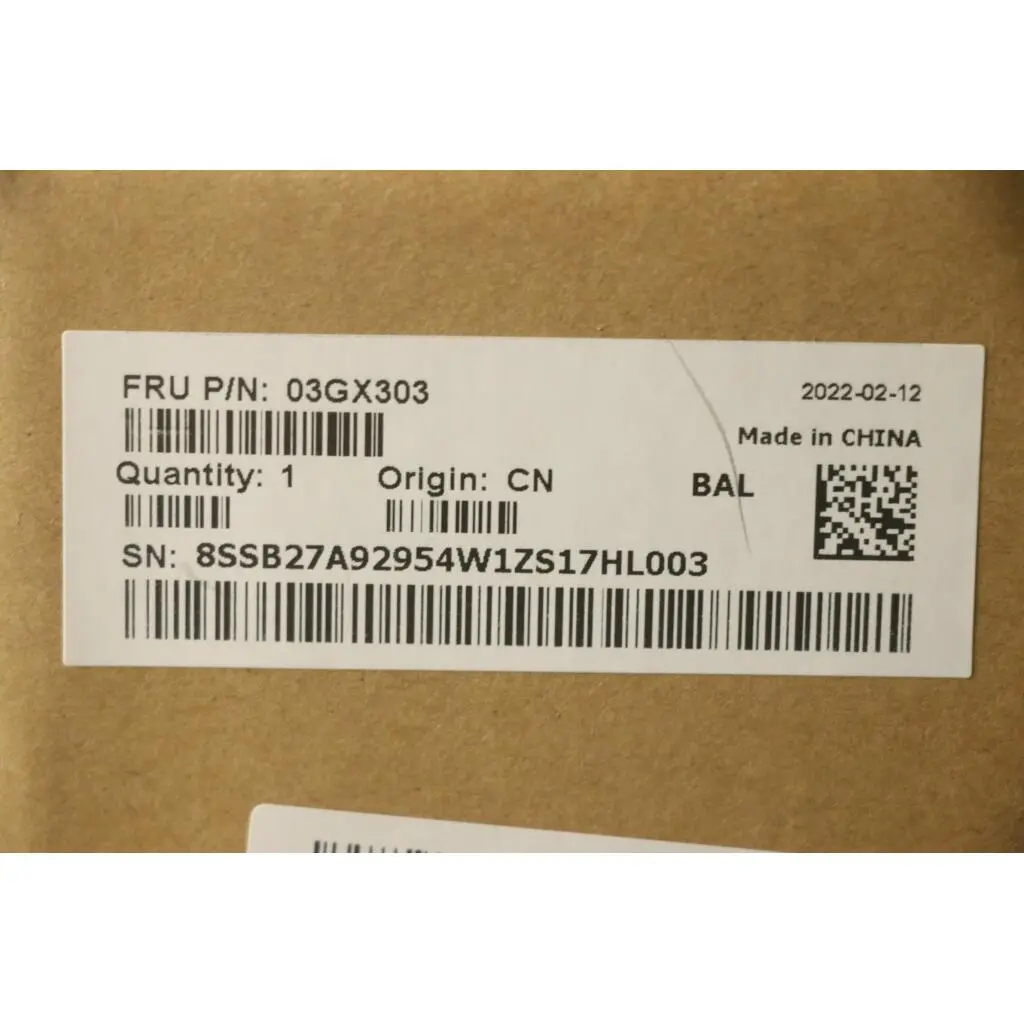 FRU P/N: 03GX303
2022-02-12
Made in CHINA
Quantity: 1
Origin: CN
BAL
SN: 8SSB27A92954W1ZS17HL003